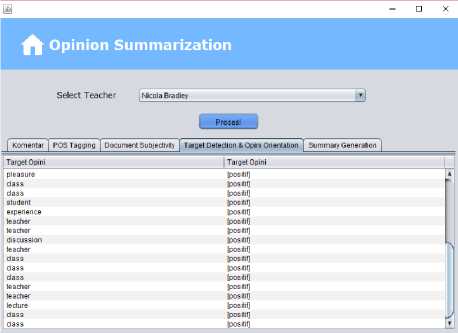 Opinion Summarization
Select Teacher Nicola Bradley
Proses!
Komentar POS Tagging Document Subjectivity Target Detection & Opini Orientation Summary Generation
Target Opini Target Opini
pleasure [positif]
class [positif]
class [positif]
student [positif]
experience [positif]
teacher [positif]
teacher [positif]
discussion [positif]
teacher [positif]
class [positif]
class [positif]
class [positif]
teacher [positif]
teacher [positif]
lecture [positif]
class [positif]
class [positif]